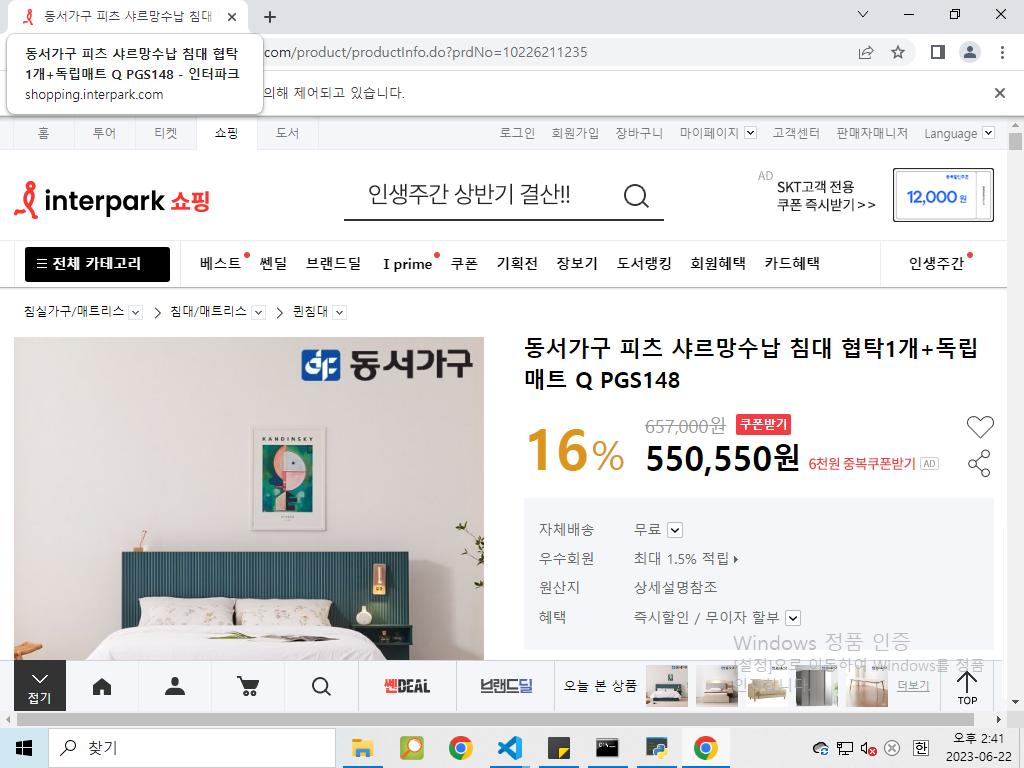 동서가구 피츠 샤르망수납 침대
동서가구 피츠 샤르망수납 침대 협탁
1개+독립매트 Q PGS148 - 인터파크
shopping.interpark.com
com/product/productInfo.do?prdNo=10226211235
의해 제어되고 있습니다.
홈 투어 티켓 쇼핑 도서 로그인 회원가입 장바구니 마이페이지 고객센터 판매자매니저 Language
interpark 쇼핑
인생주간 상반기 결산!!
AD SKT고객 전용
쿠폰 즉시받기 >>
12,000원
전체 카테고리 베스트 쎈딜 브랜드딜 I prime 쿠폰 기획전 장보기 도서랭킹 회원혜택 카드혜택 인생주간
침실가구/매트리스 침대/매트리스 퀸침대
동서가구
KANDINSKY
동서가구 피츠 샤르망수납 침대 협탁1개+독립
매트 Q PGS148
16%
657,000원 쿠폰받기
550,550원 6천원 중복쿠폰받기 AD
자체배송 무료
우수회원 최대 1.5% 적립
원산지 상세설명참조
혜택 즉시할인 / 무이자 할부
Windows 정품 인증
[설정]으로 이동하여 Windows를 정품
인증합니다.
접기
쎈DEAL 브랜드딜 오늘 본 상품 더보기 TOP
찾기
한
오후 2:41
2023-06-22